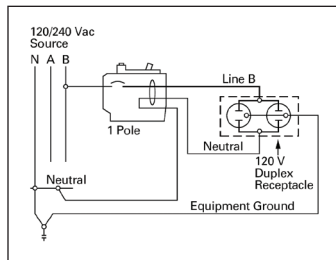 120/240 Vac
Source
N A B
Line B
1 Pole
Neutral
120 V
Duplex
Receptacle
Neutral
Equipment Ground